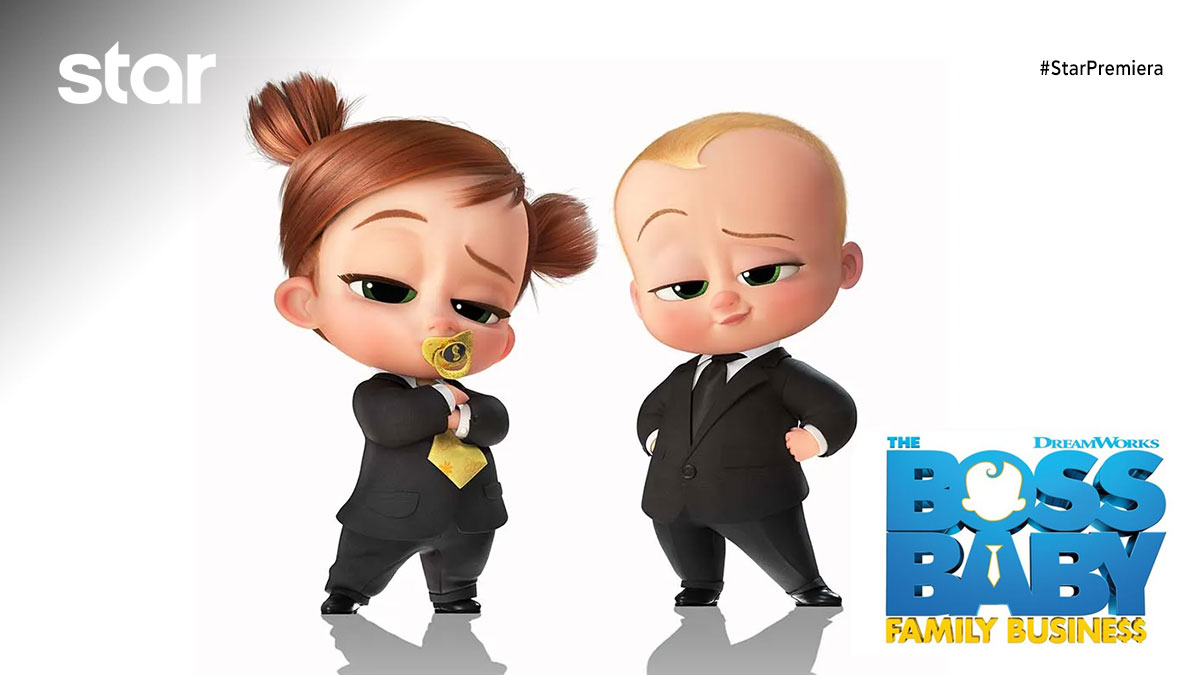 star
#StarPremiera
THE
DREAMWORKS
BOSS
BABY
FAMILY BUSINE$$
$